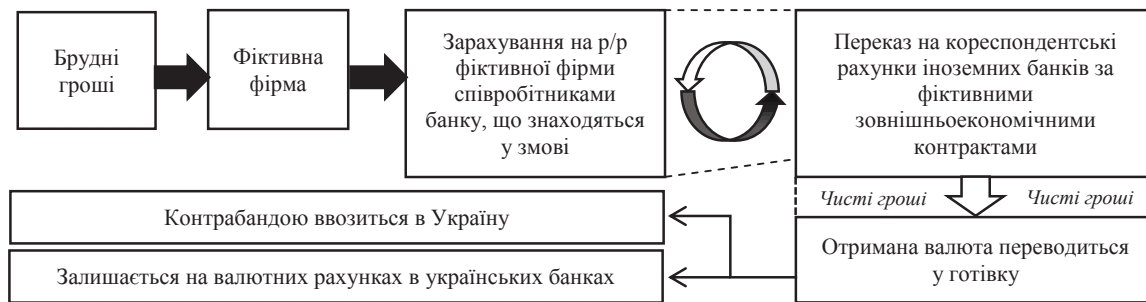 Брудні
гроші
Фіктивна
фірма
Зарахування на р/р
фіктивної фірми
співробітниками
банку, що знаходяться
у змові
Переказ на кореспондентські
рахунки іноземних банків за
фіктивними
зовнішньоекономічними
контрактами
Чисті гроші
Чисті гроші
Контрабандою ввозиться в Україну
Отримана валюта переводиться
у готівку
Залишається на валютних рахунках в українських банках